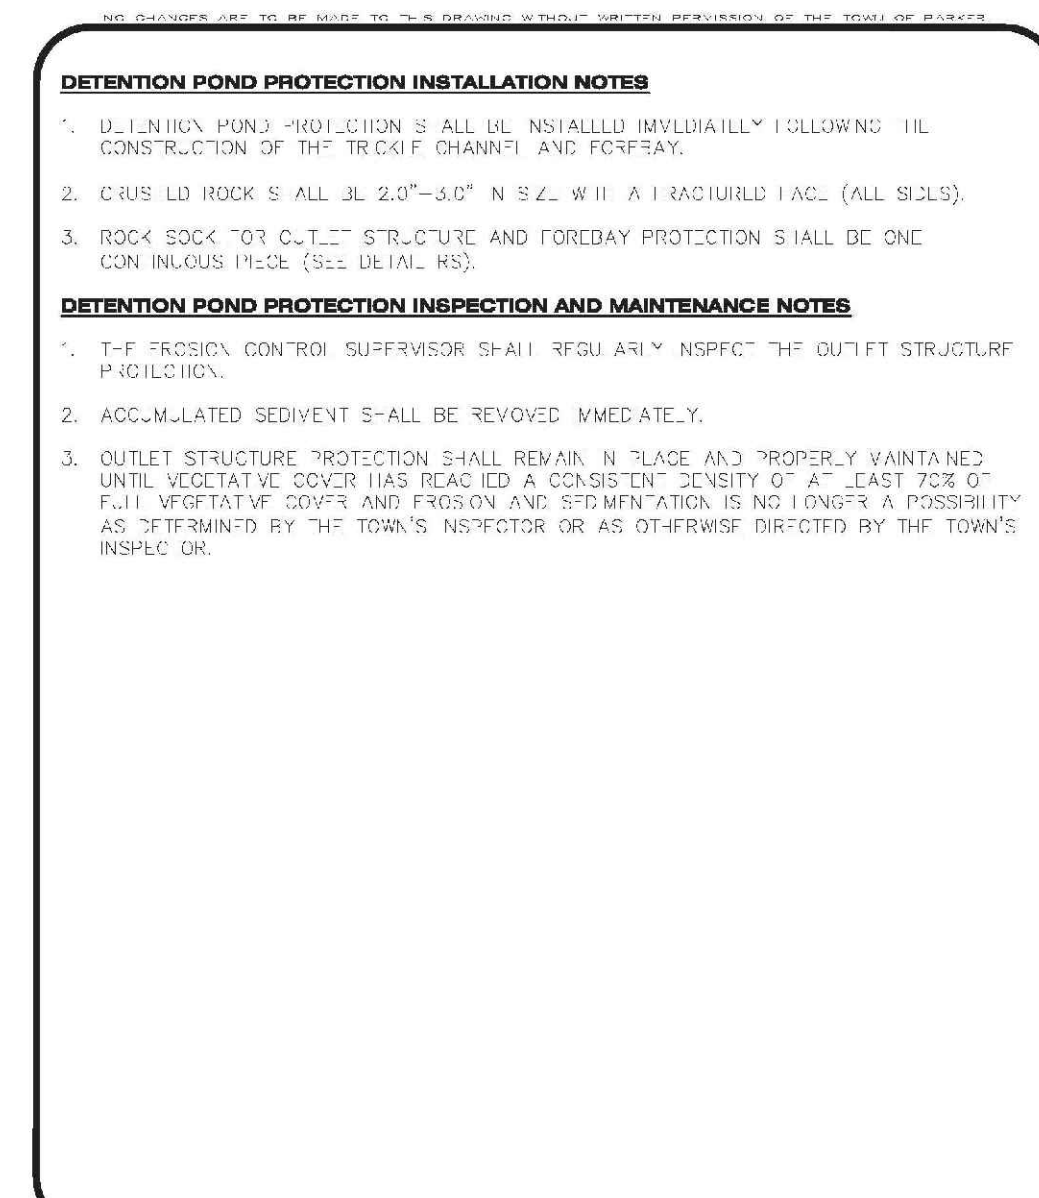 NO CHANGES ARE TO BE MADE TO THIS DRAWING WITHOUT WRITTEN PERMISSION OF THE TOWN OF PARKER
DETENTION POND PROTECTION INSTALLATION NOTES
1. DETENTION POND PROTECTION SHALL BE INSTALLED IMMEDIATELY FOLLOWING THE
CONSTRUCTION OF THE TRICKLE CHANNEL AND FOREBAY.
2. CRUSHED ROCK SHALL BE 2.0"-3.0" IN SIZE WITH A FRACTURED FACE (ALL SIDES).
3. ROCK SOCK FOR OUTLET STRUCTURE AND FOREBAY PROTECTION SHALL BE ONE
CONTINUOUS PIECE (SEE DETAIL RS).
DETENTION POND PROTECTION INSPECTION AND MAINTENANCE NOTES
1. THE EROSION CONTROL SUPERVISOR SHALL REGULARLY INSPECT THE OUTLET STRUCTURE
PROTECTION.
2. ACCUMULATED SEDIMENT SHALL BE REMOVED IMMEDIATELY.
3. OUTLET STRUCTURE PROTECTION SHALL REMAIN IN PLACE AND PROPERLY MAINTAINED
UNTIL VEGETATIVE COVER HAS REACHED A CONSISTENT DENSITY OF AT LEAST 70% OF
FULL VEGETATIVE COVER AND EROSION AND SEDIMENTATION IS NO LONGER A POSSIBILITY
AS DETERMINED BY THE TOWN'S INSPECTOR OR AS OTHERWISE DIRECTED BY THE TOWN'S
INSPECTOR.